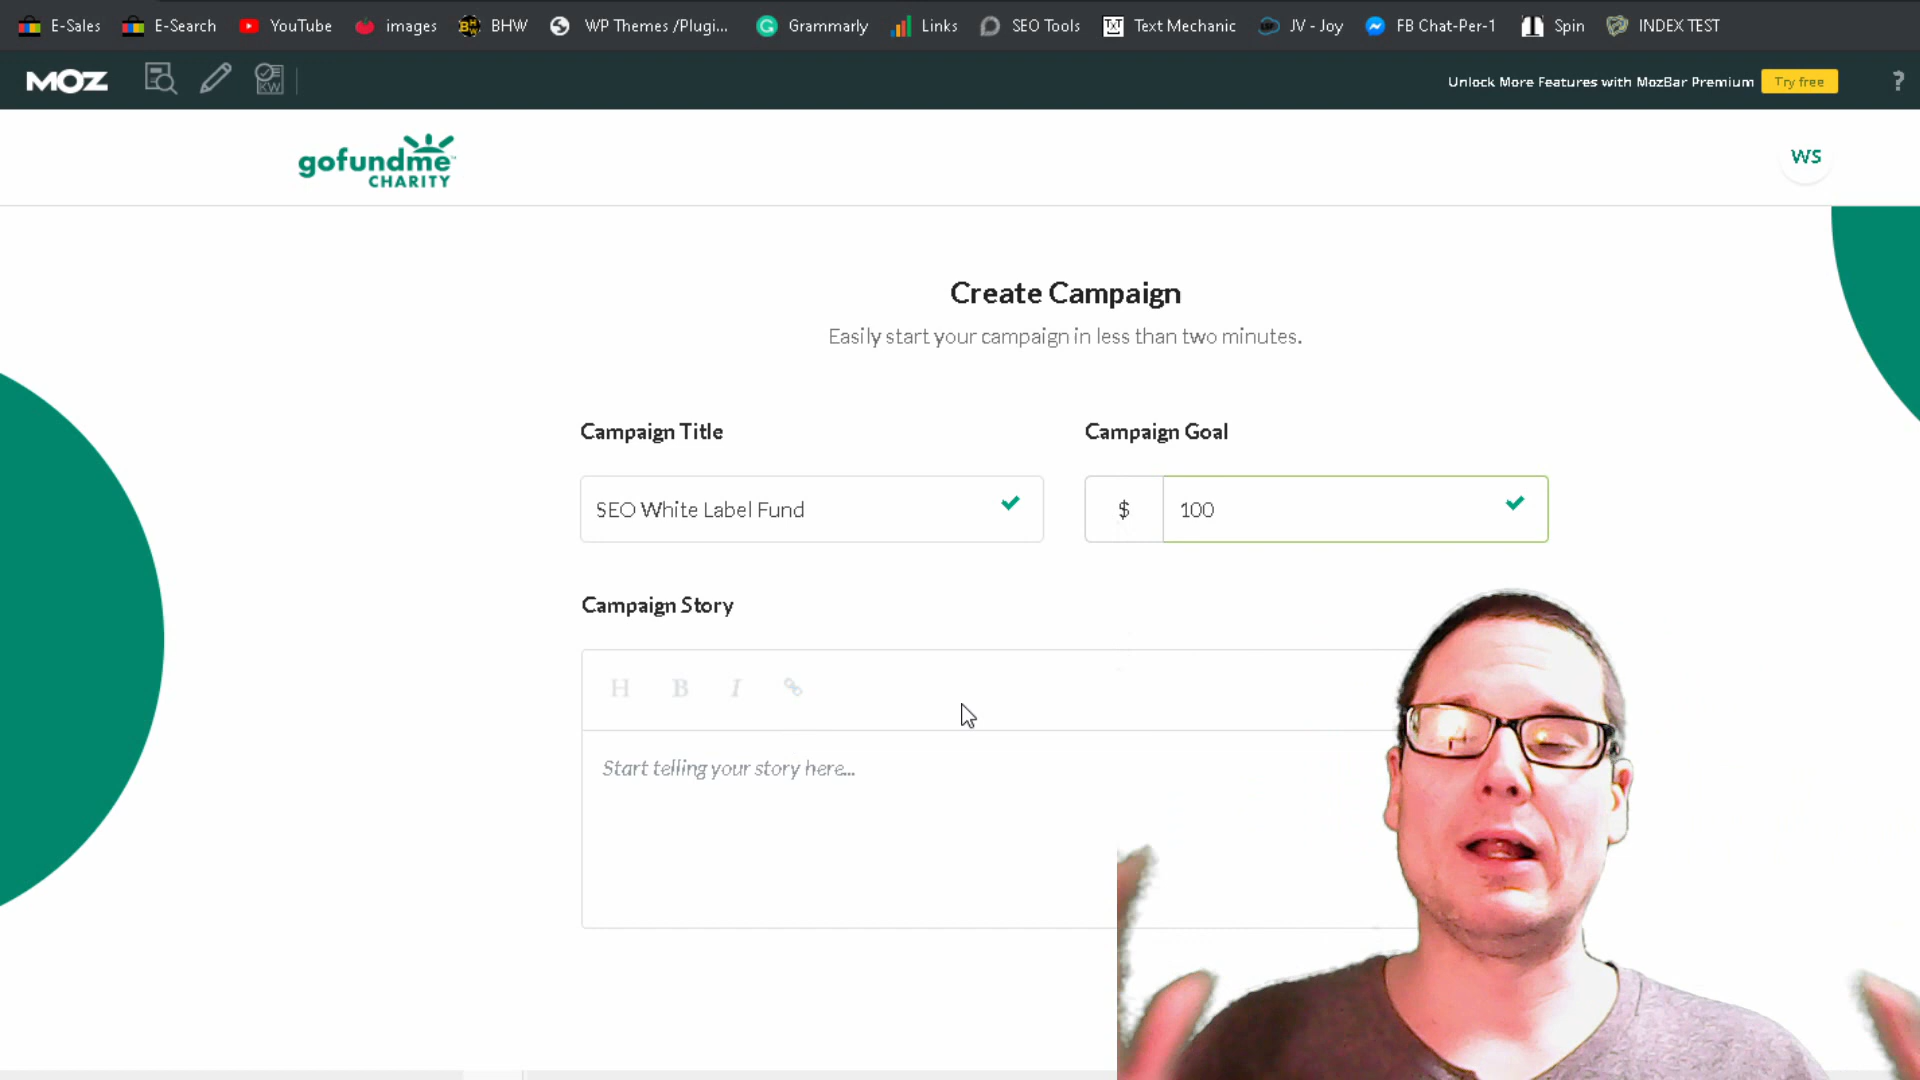 E-Sales E-Search YouTube images BHW WP Themes /Plugi... Grammarly Links SEO Tools Text Mechanic JV - Joy FB Chat-Per-1 Spin INDEX TEST
MOZ KW Unlock More Features with MozBar Premium Try free ?
gofundme
CHARITY
WS
Create Campaign
Easily start your campaign in less than two minutes.
Campaign Title Campaign Goal
SEO White Label Fund $ 100
Campaign Story
H B I
Start telling your story here...